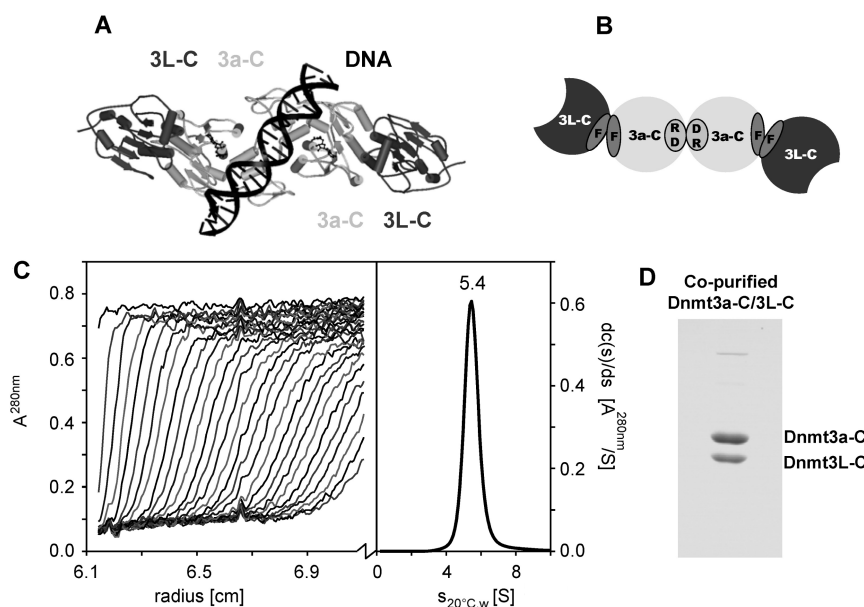 A
3L-C 3a-C DNA
3a-C 3L-C
B
3L-C F F 3a-C R D D R 3a-C F F 3L-C
C
0.8
0.6
0.4
0.2
0.0
A280nm
6.1 6.5 6.9
radius [cm]
5.4
0.6
0.4
0.2
0.0
dc(s)/ds [A280nm/S]
0 4 8
s20°C,w [S]
D
Co-purified
Dnmt3a-C/3L-C
Dnmt3a-C
Dnmt3L-C